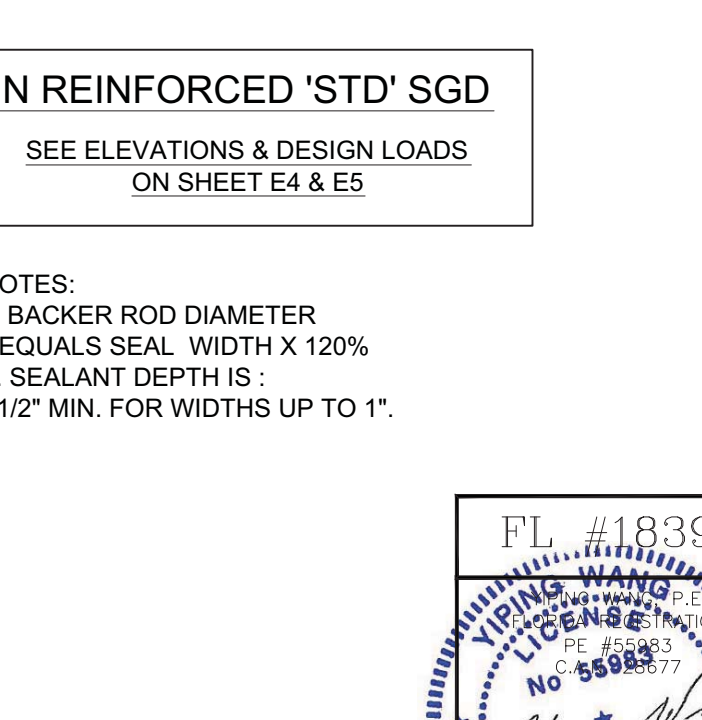 N REINFORCED 'STD' SGD
SEE ELEVATIONS & DESIGN LOADS
ON SHEET E4 & E5
OTES:
BACKER ROD DIAMETER
EQUALS SEAL WIDTH X 120%
SEALANT DEPTH IS :
1/2" MIN. FOR WIDTHS UP TO 1".
FL #1839
YIPING WANG
YIPING WANG, P.E
FLORIDA REGISTRATIO
LICENSE
PE #55983
C.A.N. 28677
No 55983